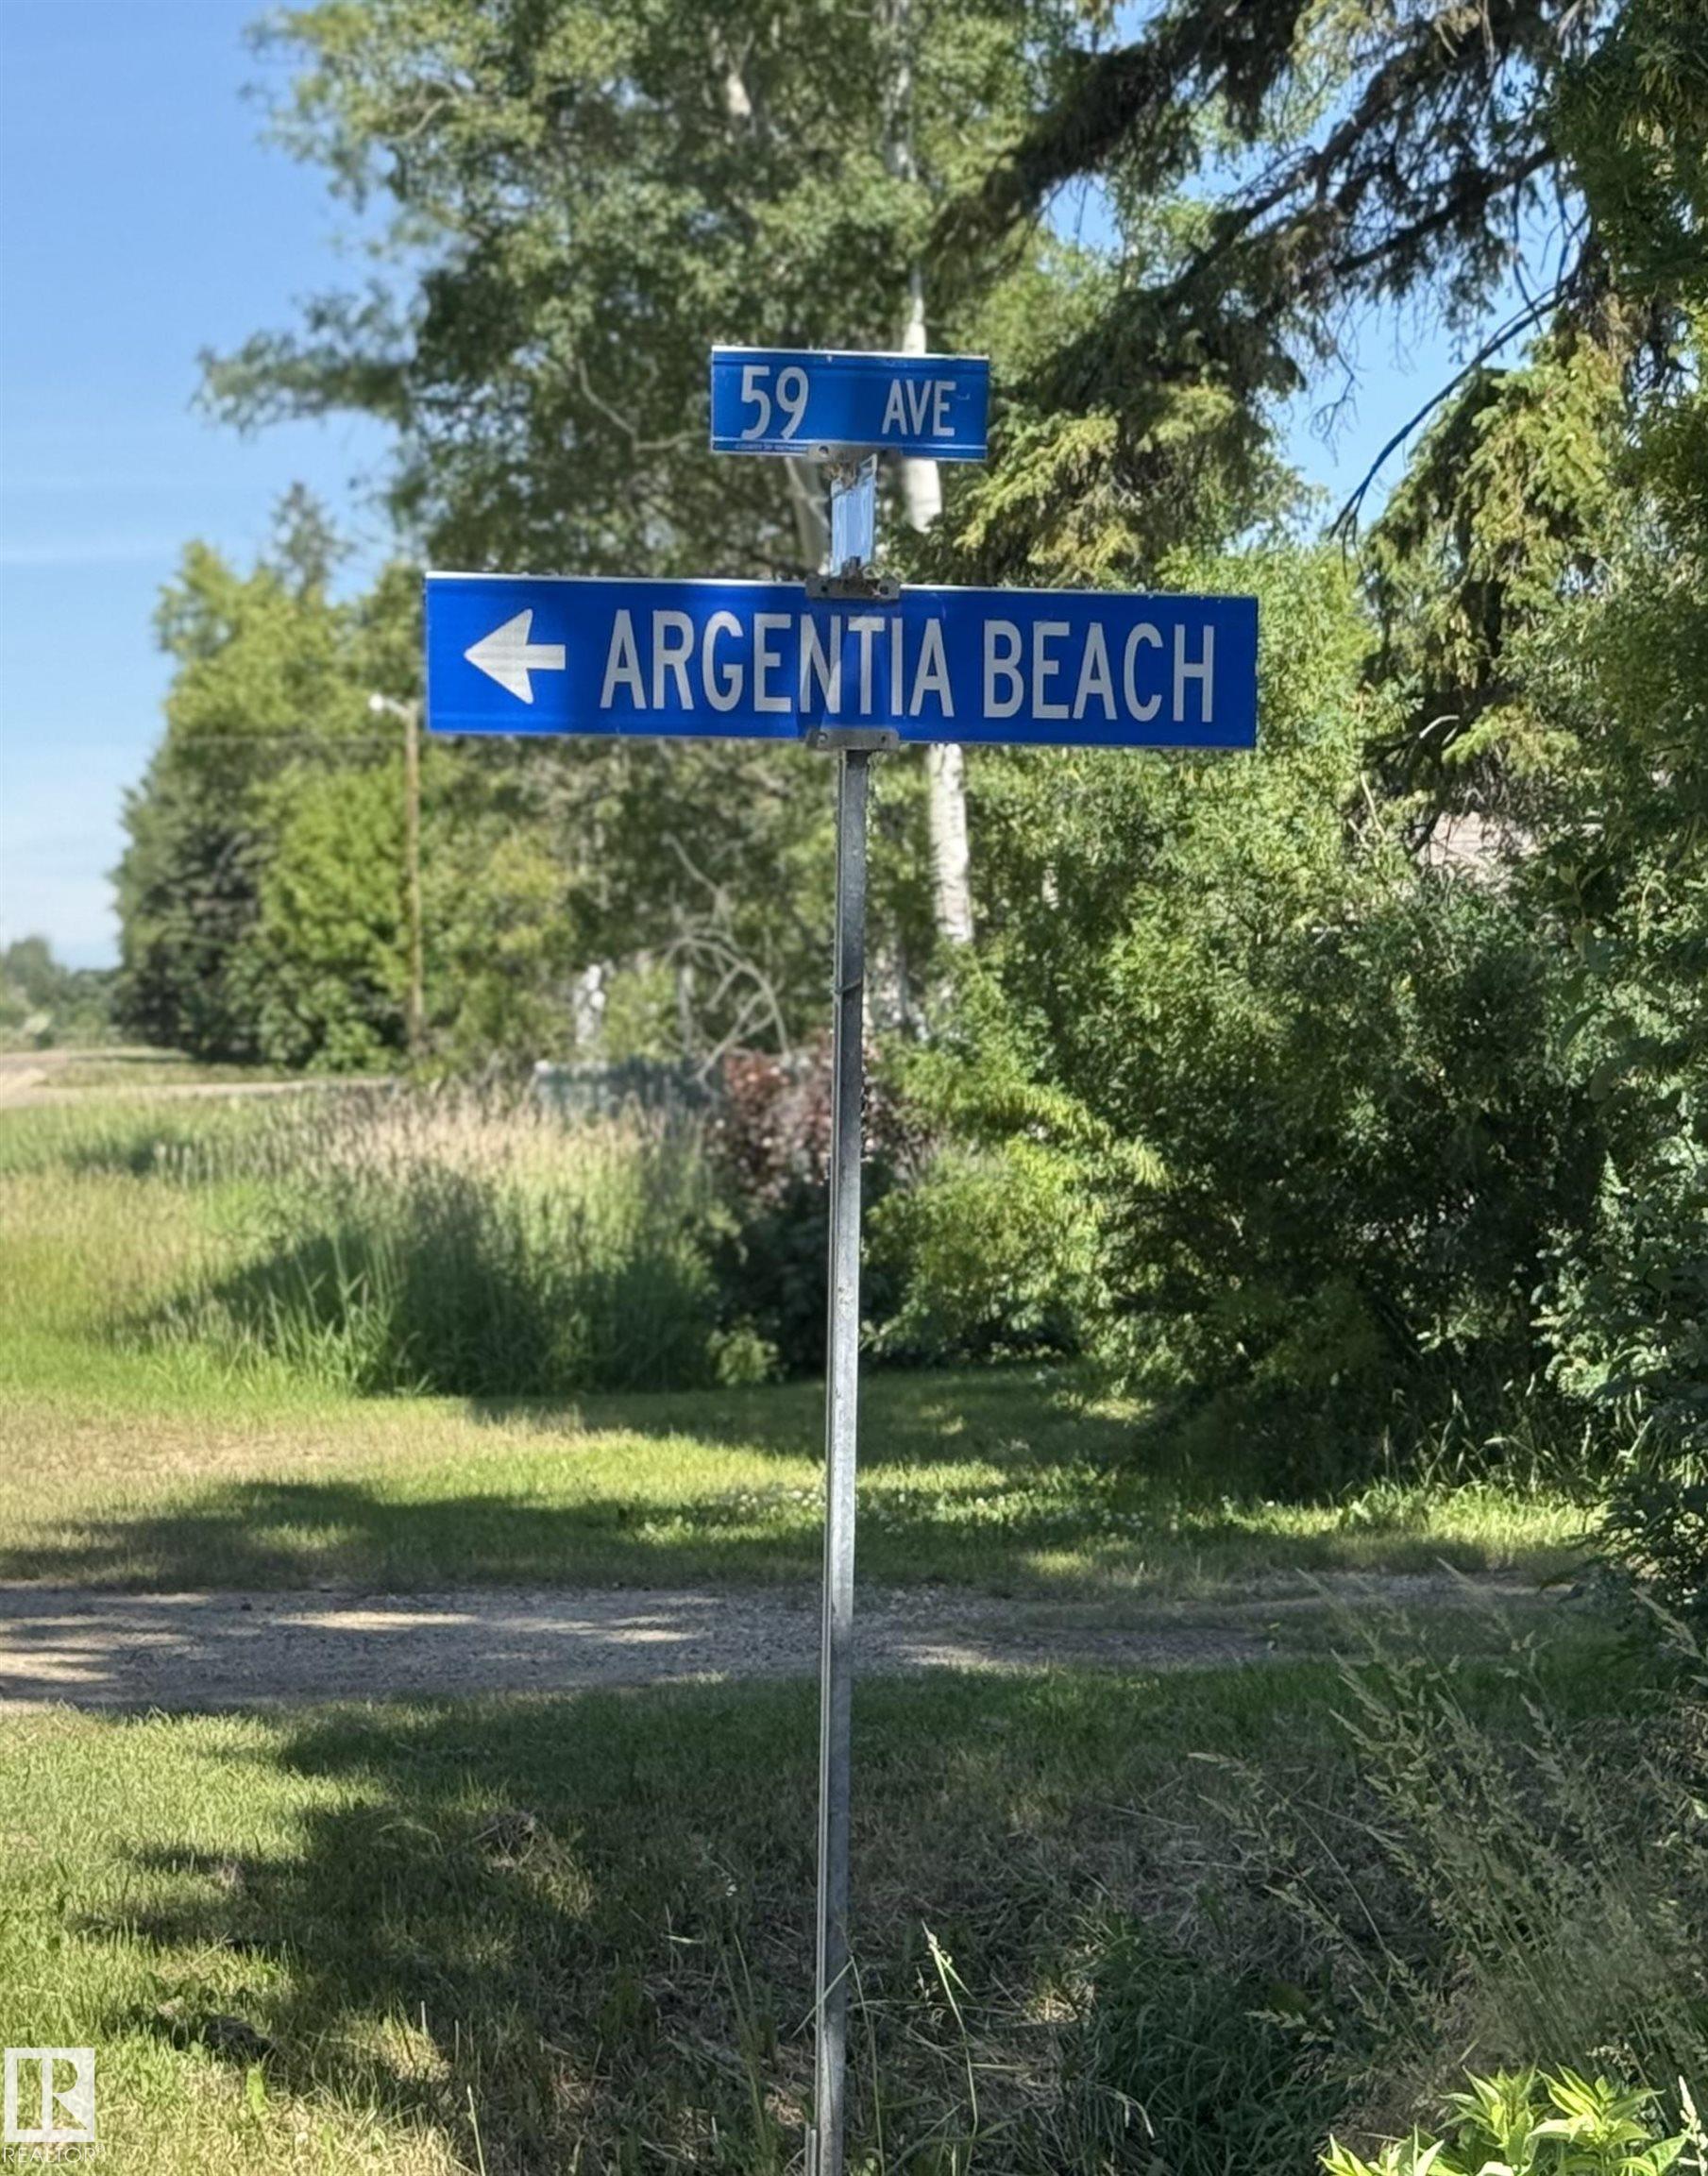 59 AVE
← ARGENTIA BEACH
REALTOR®